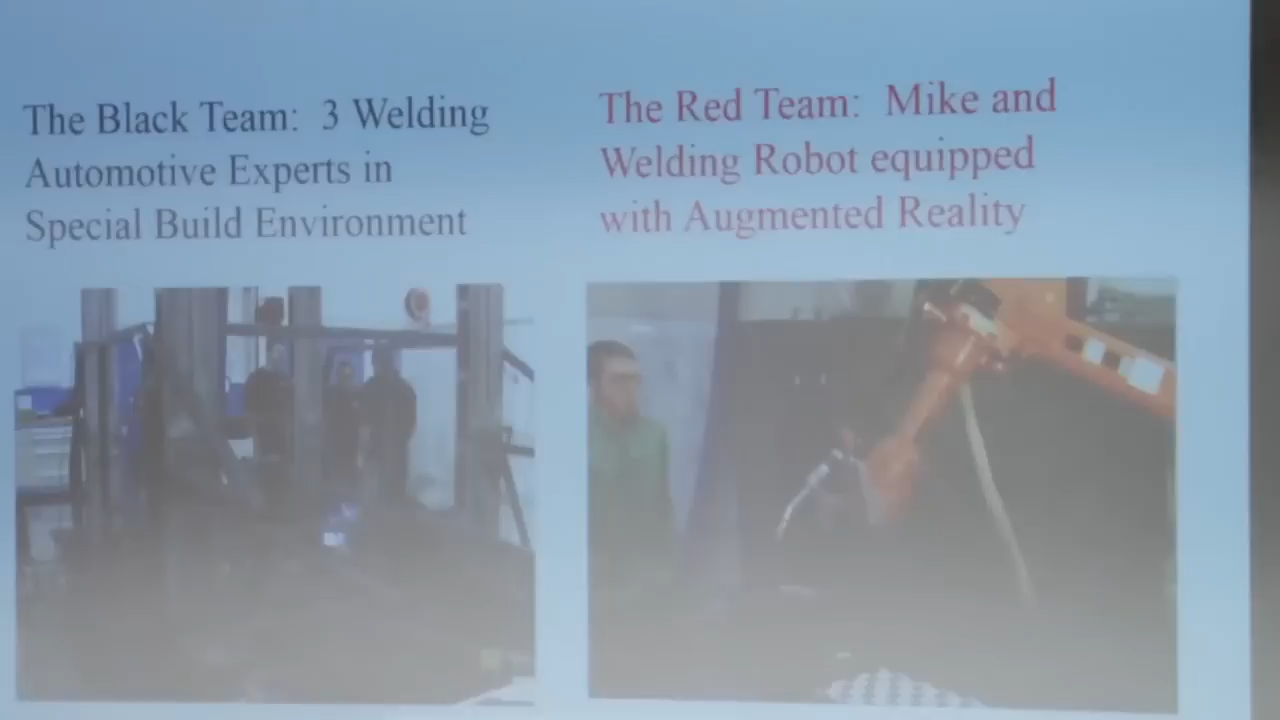 The Black Team: 3 Welding
Automotive Experts in
Special Build Environment
The Red Team: Mike and
Welding Robot equipped
with Augmented Reality